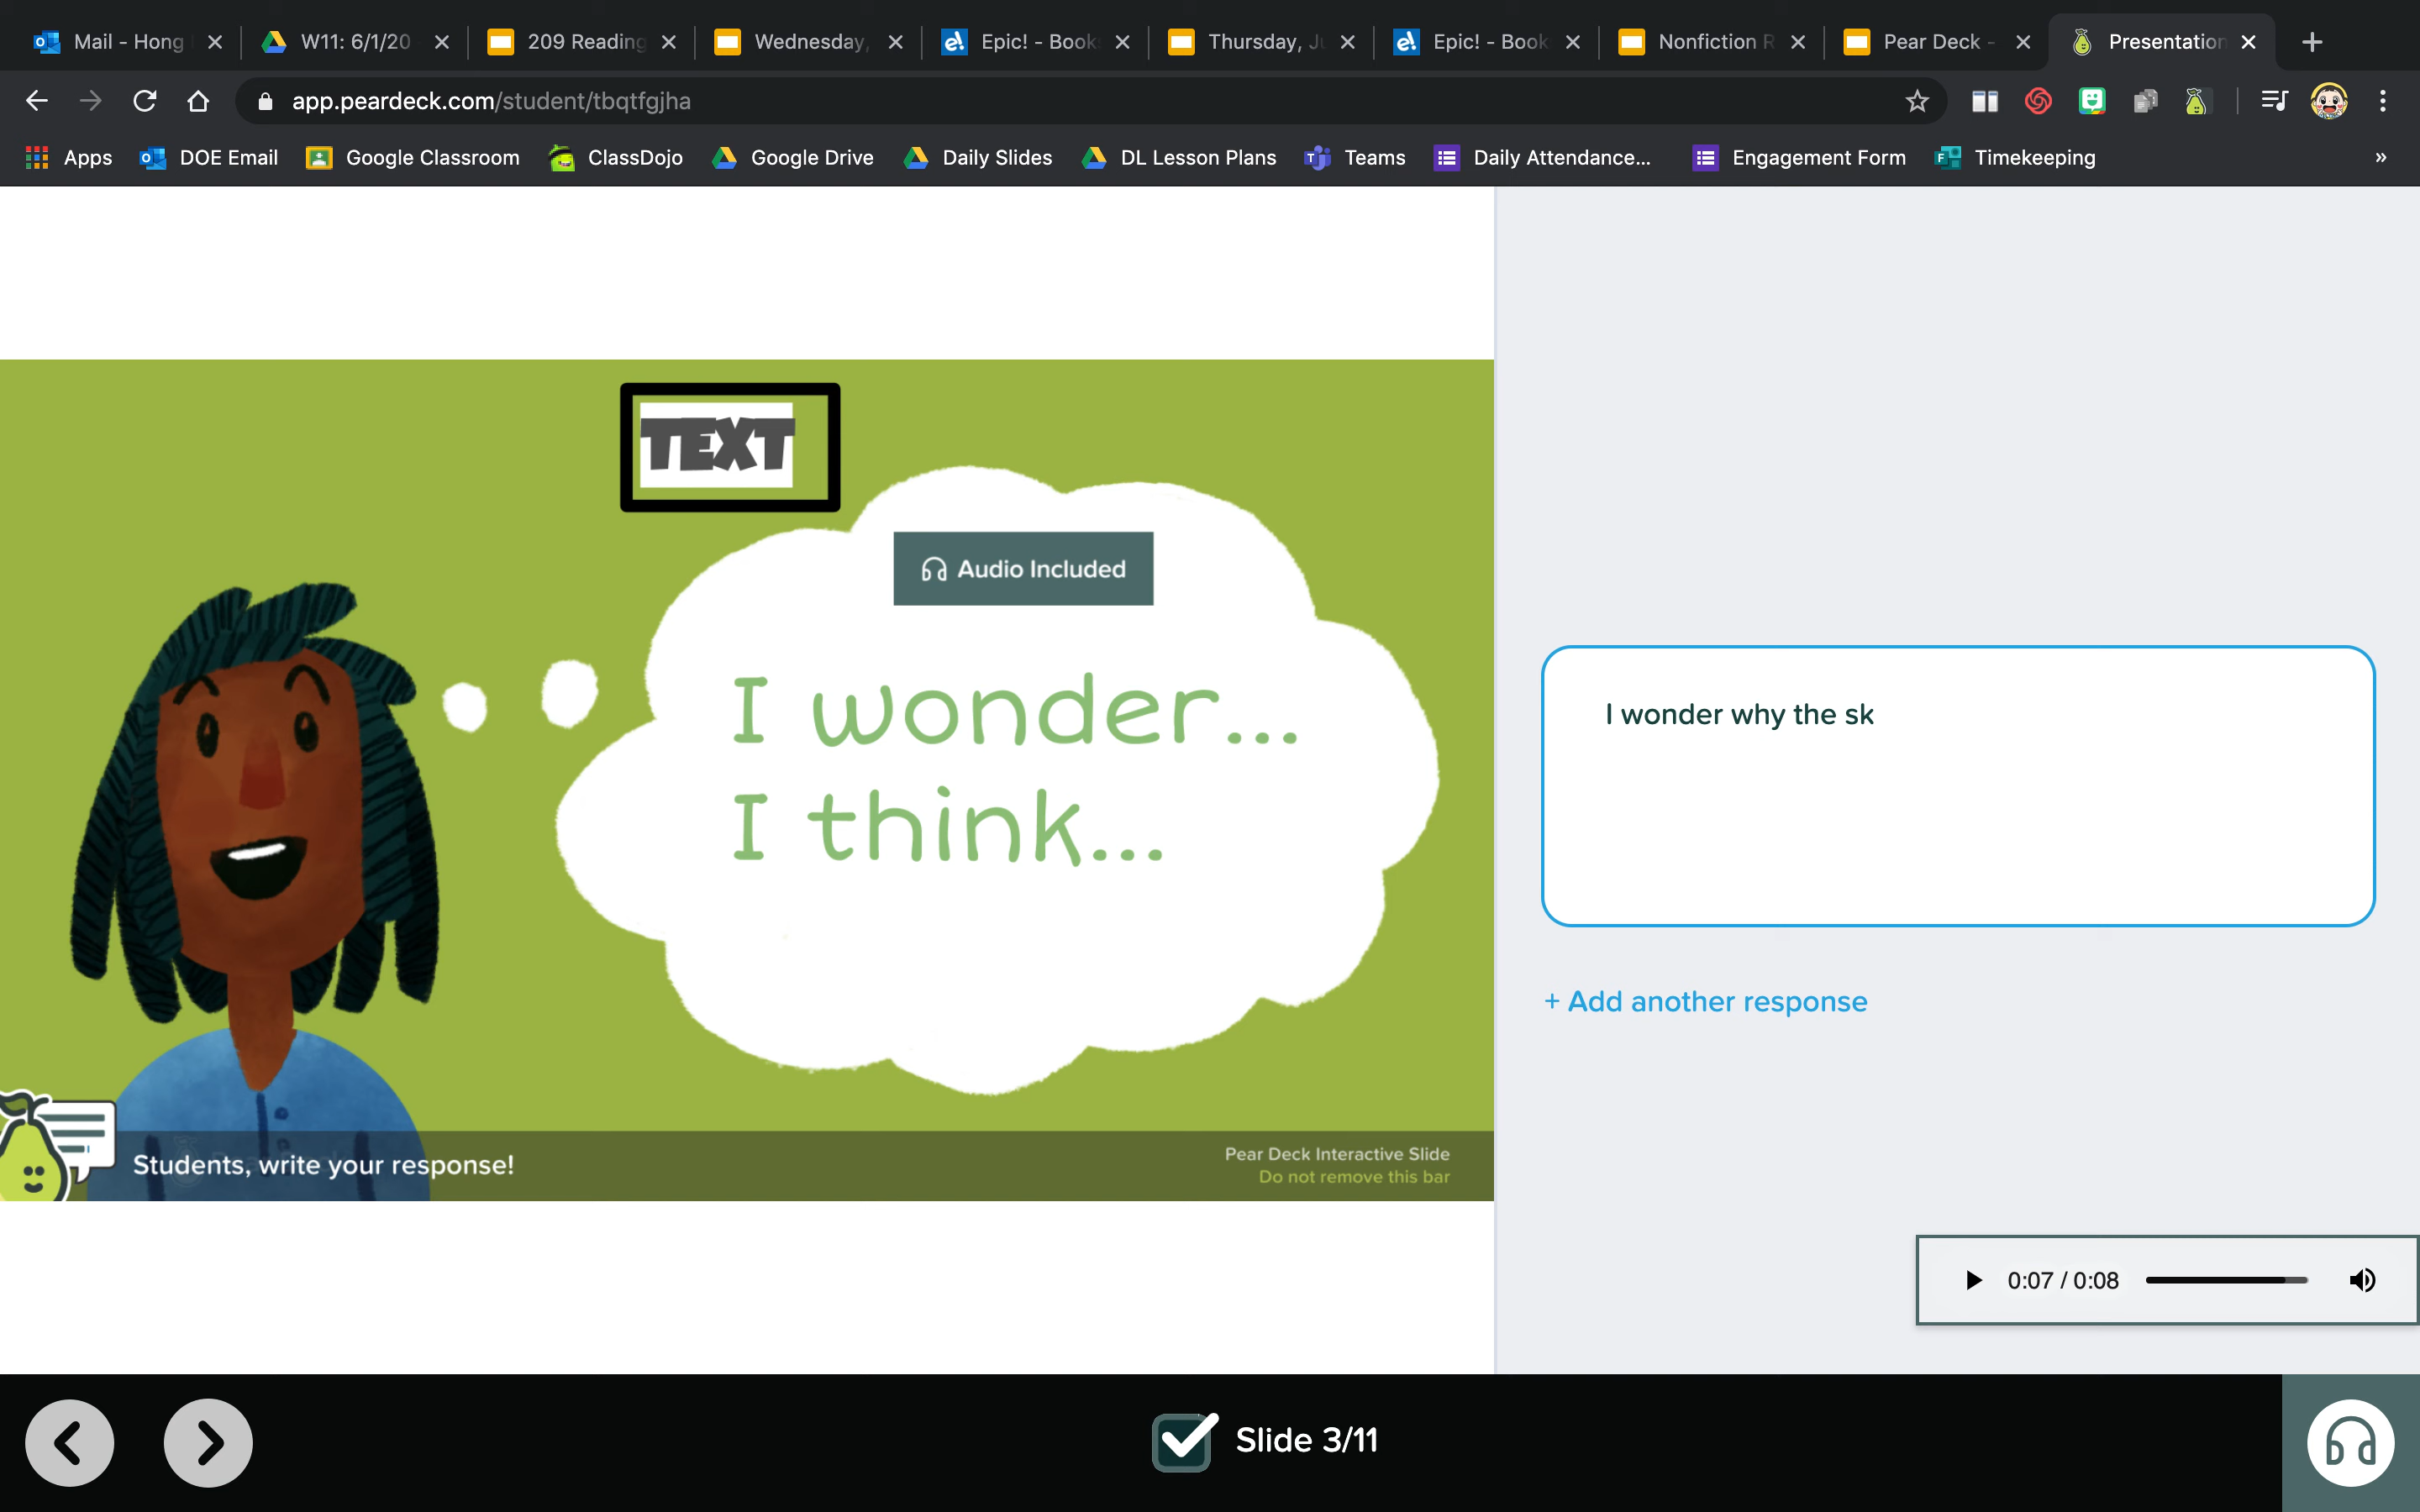 Mail - Hong
W11: 6/1/20
209 Reading
Wednesday,
Epic! - Book
Thursday, Ju
Epic! - Book
Nonfiction R
Pear Deck -
Presentation
app.peardeck.com/student/tbqtfgjha
Apps
DOE Email
Google Classroom
ClassDojo
Google Drive
Daily Slides
DL Lesson Plans
Teams
Daily Attendance...
Engagement Form
Timekeeping
»
TEXT
Audio Included
I wonder...
I think...
I wonder why the sk
+ Add another response
Students, write your response!
Pear Deck Interactive Slide
Do not remove this bar
0:07 / 0:08
Slide 3/11